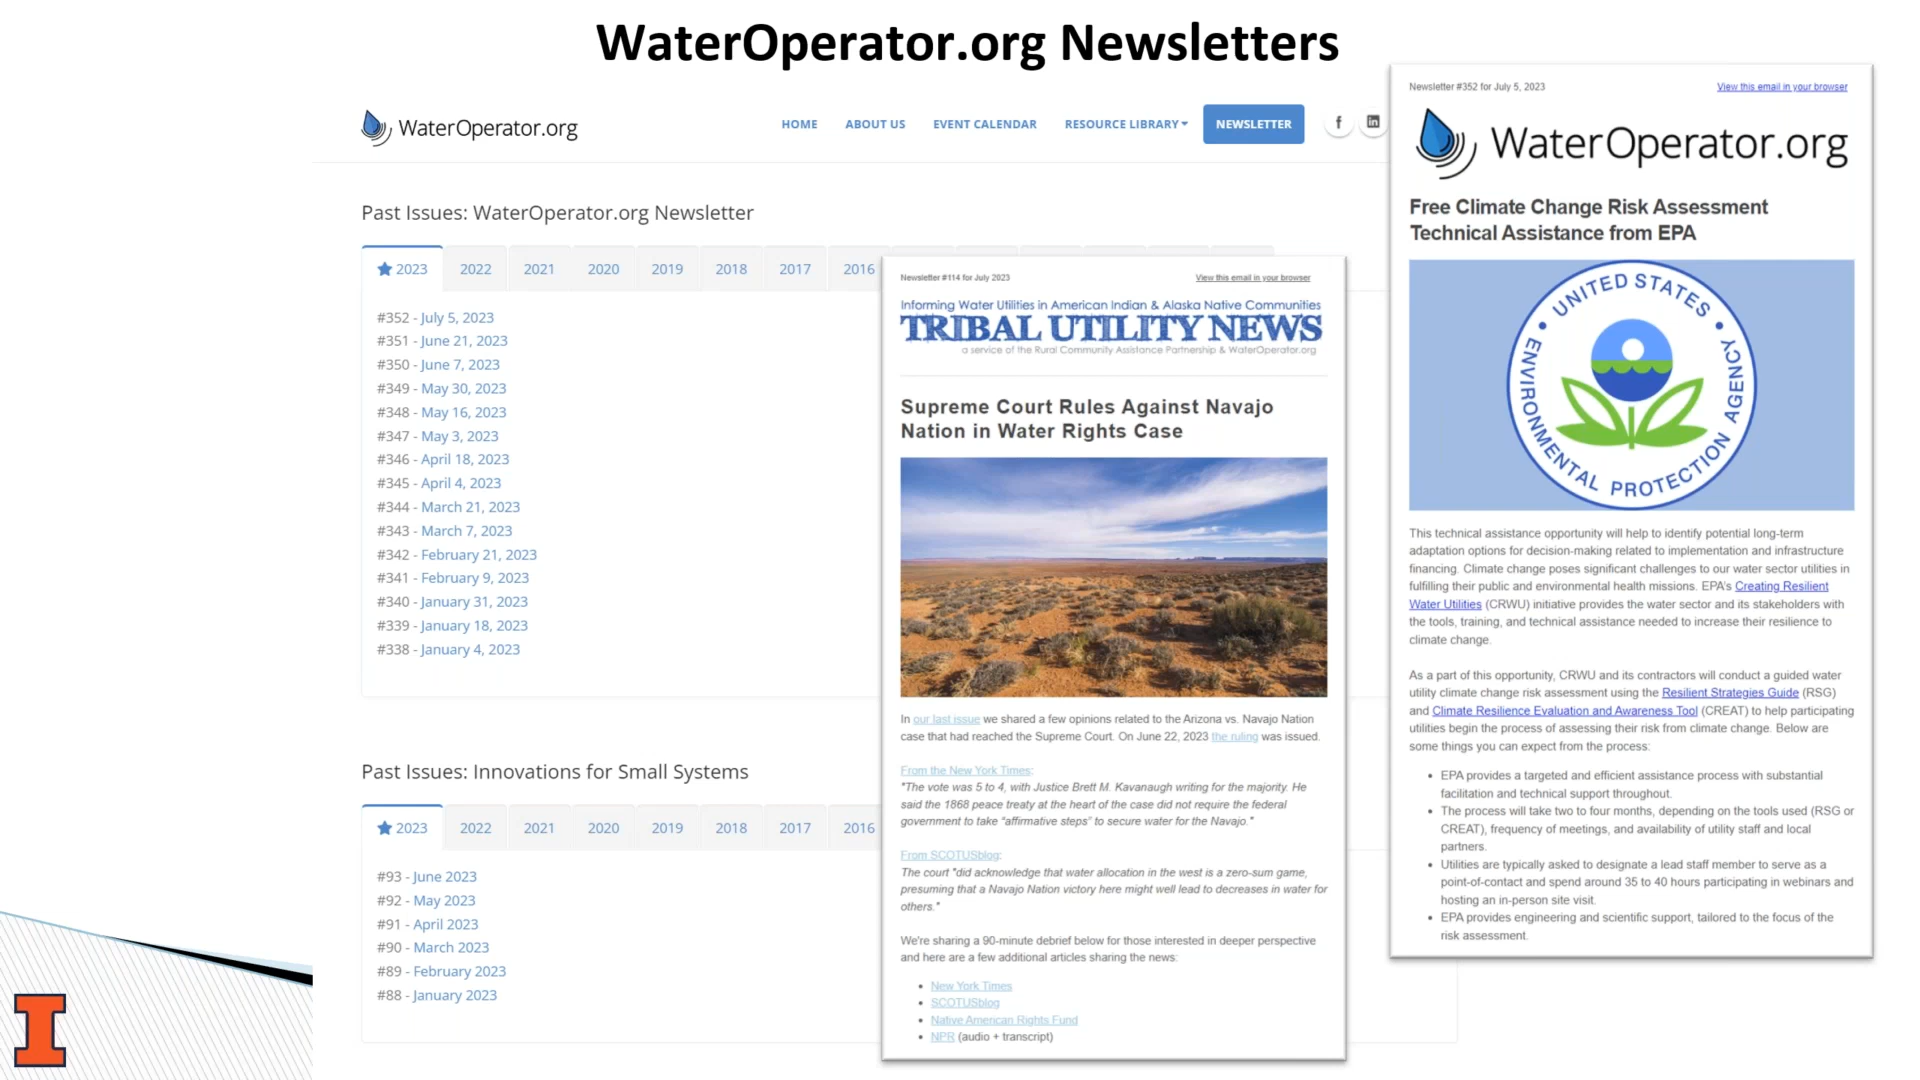 WaterOperator.org Newsletters
WaterOperator.org
HOME
ABOUT US
EVENT CALENDAR
RESOURCE LIBRARY
NEWSLETTER
Past Issues: WaterOperator.org Newsletter
2023
2022
2021
2020
2019
2018
2017
2016
#352 - July 5, 2023
#351 - June 21, 2023
#350 - June 7, 2023
#349 - May 30, 2023
#348 - May 16, 2023
#347 - May 3, 2023
#346 - April 18, 2023
#345 - April 4, 2023
#344 - March 21, 2023
#343 - March 7, 2023
#342 - February 21, 2023
#341 - February 9, 2023
#340 - January 31, 2023
#339 - January 18, 2023
#338 - January 4, 2023
Past Issues: Innovations for Small Systems
2023
2022
2021
2020
2019
2018
2017
2016
#93 - June 2023
#92 - May 2023
#91 - April 2023
#90 - March 2023
#89 - February 2023
#88 - January 2023
Newsletter #114 for July 2023
View this email in your browser
Informing Water Utilities in American Indian & Alaska Native Communities
TRIBAL UTILITY NEWS
a service of the Rural Community Assistance Partnership & WaterOperator.org
Supreme Court Rules Against Navajo
Nation in Water Rights Case
In our last issue we shared a few opinions related to the Arizona vs. Navajo Nation
case that had reached the Supreme Court. On June 22, 2023 the ruling was issued.
From the New York Times:
"The vote was 5 to 4, with Justice Brett M. Kavanaugh writing for the majority. He
said the 1868 peace treaty at the heart of the case did not require the federal
government to take "affirmative steps" to secure water for the Navajo."
From SCOTUSblog:
The court "did acknowledge that water allocation in the west is a zero-sum game,
presuming that a Navajo Nation victory here might well lead to decreases in water for
others."
We're sharing a 90-minute debrief below for those interested in deeper perspective
and here are a few additional articles sharing the news:
• New York Times
• SCOTUSblog
• Native American Rights Fund
• NPR (audio + transcript)
Newsletter #352 for July 5, 2023
View this email in your browser
WaterOperator.org
Free Climate Change Risk Assessment
Technical Assistance from EPA
UNITED STATES
ENVIRONMENTAL PROTECTION AGENCY
This technical assistance opportunity will help to identify potential long-term
adaptation options for decision-making related to implementation and infrastructure
financing. Climate change poses significant challenges to our water sector utilities in
fulfilling their public and environmental health missions. EPA's Creating Resilient
Water Utilities (CRWU) initiative provides the water sector and its stakeholders with
the tools, training, and technical assistance needed to increase their resilience to
climate change.
As a part of this opportunity, CRWU and its contractors will conduct a guided water
utility climate change risk assessment using the Resilient Strategies Guide (RSG)
and Climate Resilience Evaluation and Awareness Tool (CREAT) to help participating
utilities begin the process of assessing their risk from climate change. Below are
some things you can expect from the process:
• EPA provides a targeted and efficient assistance process with substantial
facilitation and technical support throughout.
• The process will take two to four months, depending on the tools used (RSG or
CREAT), frequency of meetings, and availability of utility staff and local
partners.
• Utilities are typically asked to designate a lead staff member to serve as a
point-of-contact and spend around 35 to 40 hours participating in webinars and
hosting an in-person site visit.
• EPA provides engineering and scientific support, tailored to the focus of the
risk assessment.